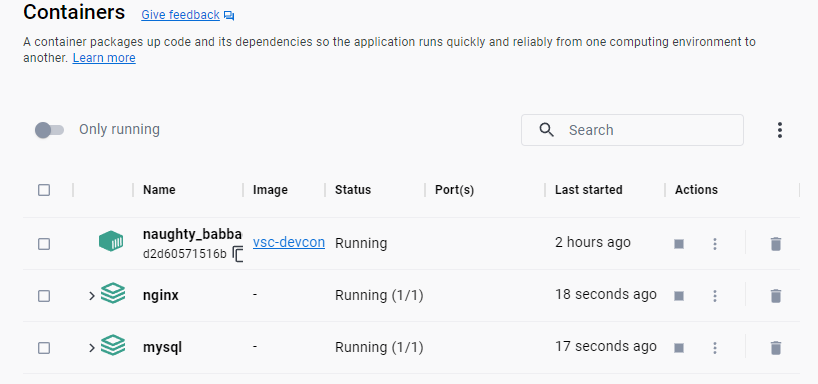 Containers Give feedback
A container packages up code and its dependencies so the application runs quickly and reliably from one computing environment to
another. Learn more
Only running Search
Name Image Status Port(s) Last started Actions
naughty_babba
d2d60571516b vsc-devcon Running 2 hours ago
nginx - Running (1/1) 18 seconds ago
mysql - Running (1/1) 17 seconds ago